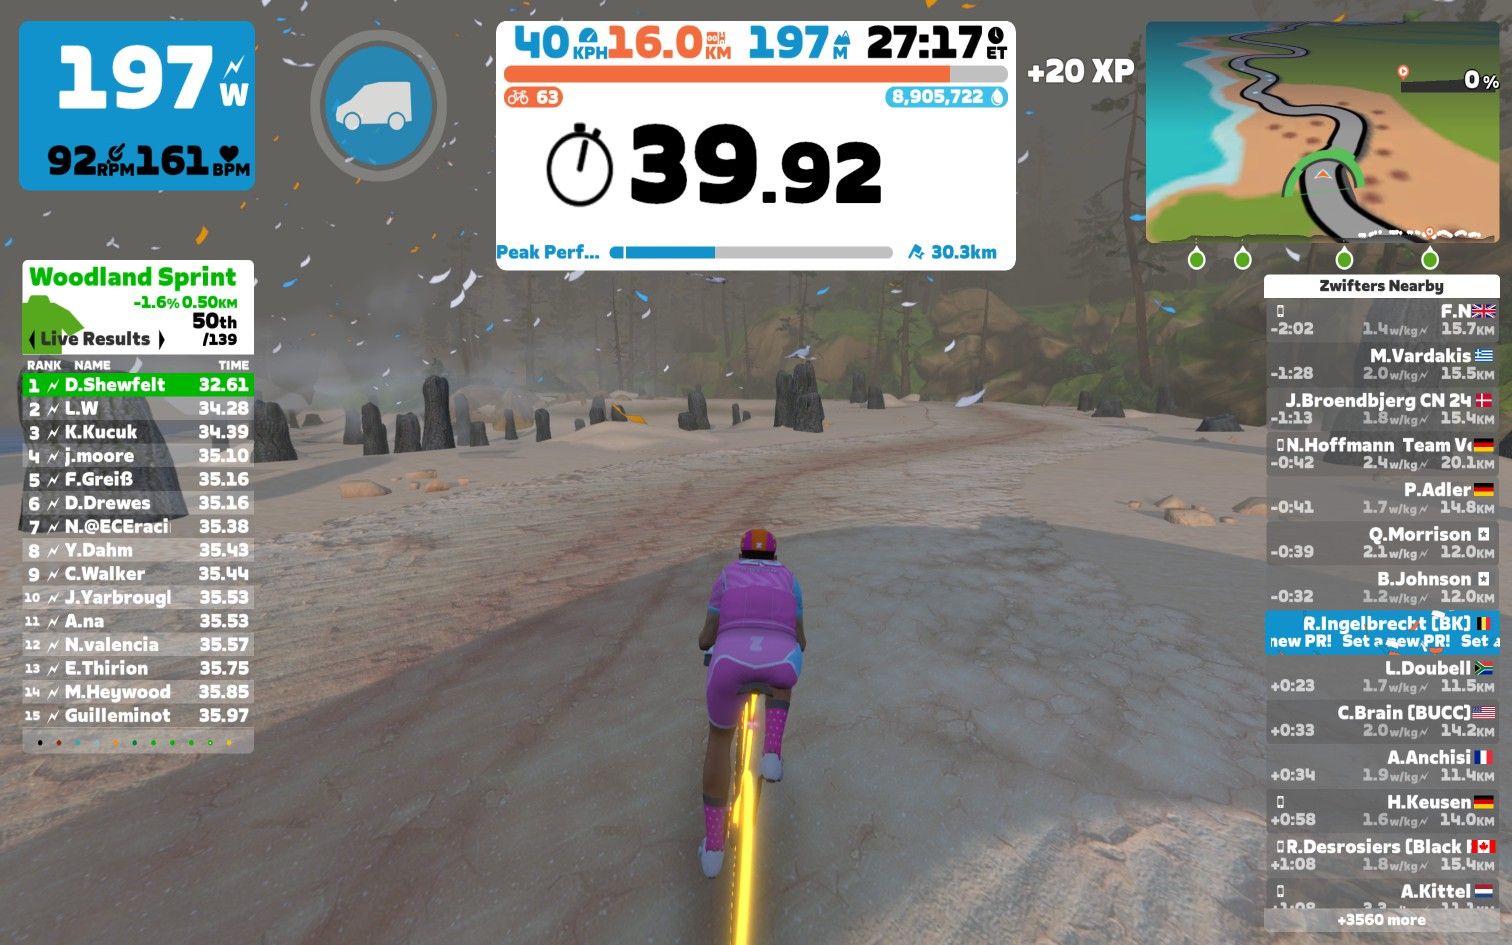 197 W
92 RPM 161 BPM
40 KPH 16.0 KM 197 M 27:17 ET
63 8,905,722
39.92
Peak Perf... 30.3km
+20 XP
0 %
Woodland Sprint
-1.6% 0.50KM
50th
Live Results /139
RANK NAME TIME
1 D.Shewfelt 32.61
2 L.W 34.28
3 K.Kucuk 34.39
4 j.moore 35.10
5 F.Greiß 35.16
6 D.Drewes 35.16
7 N.@ECEraci 35.38
8 Y.Dahm 35.43
9 C.Walker 35.44
10 J.Yarbrough 35.53
11 A.na 35.53
12 N.valencia 35.57
13 E.Thirion 35.75
14 M.Heywood 35.85
15 Guilleminot 35.97
Z
Zwifters Nearby
F.N
-2:02 1.4w/kg 15.7KM
M.Vardakis
-1:28 2.0w/kg 15.5KM
J.Broendbjerg CN 24
-1:13 1.8w/kg 15.4KM
N.Hoffmann Team V
-0:42 2.4w/kg 20.1KM
P.Adler
-0:41 1.7w/kg 14.8KM
Q.Morrison
-0:39 2.1w/kg 12.0KM
B.Johnson
-0:32 1.2w/kg 12.0KM
R.Ingelbrecht [BK]
new PR! Set a new PR! Set a
L.Doubell
+0:23 1.7w/kg 11.5KM
C.Brain [BUCC]
+0:33 2.0w/kg 14.2KM
A.Anchisi
+0:34 1.9w/kg 11.4KM
H.Keusen
+0:58 1.6w/kg 14.0KM
R.Desrosiers [Black
+1:08 1.8w/kg 15.4KM
A.Kittel
+3560 more